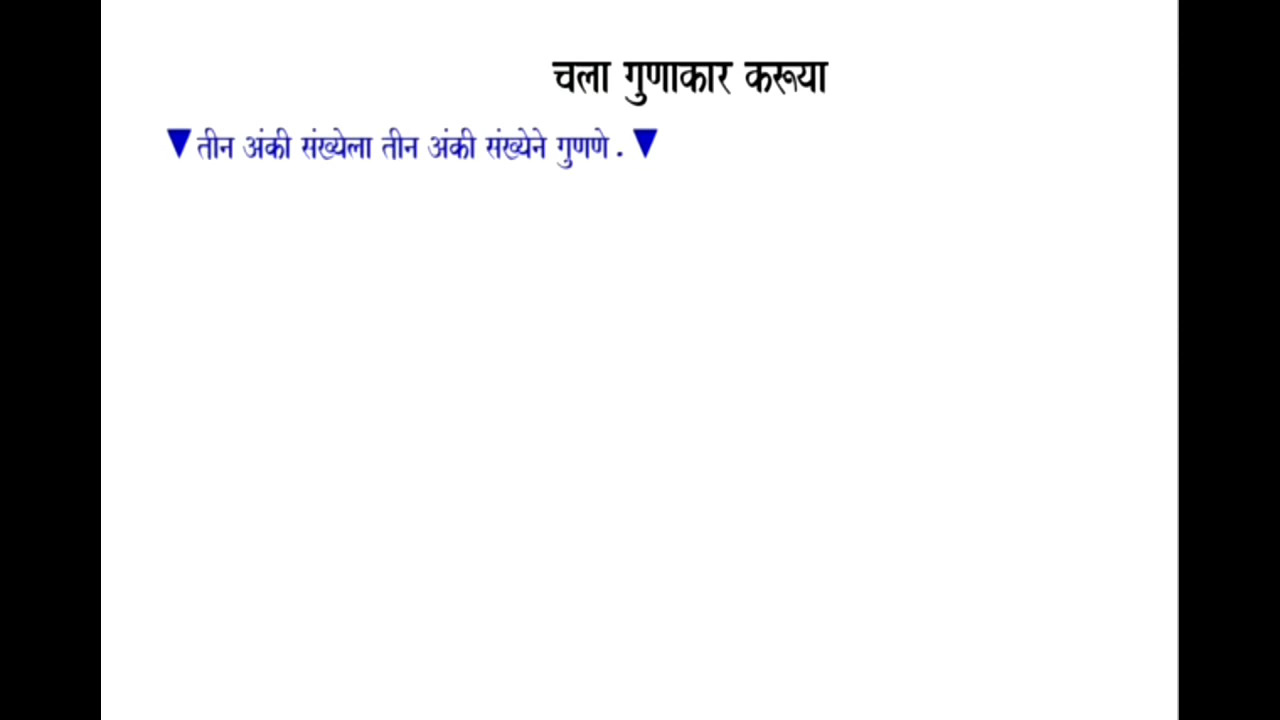 चला गुणाकार करूया
▼तीन अंकी संख्येला तीन अंकी संख्येने गुणणे . ▼